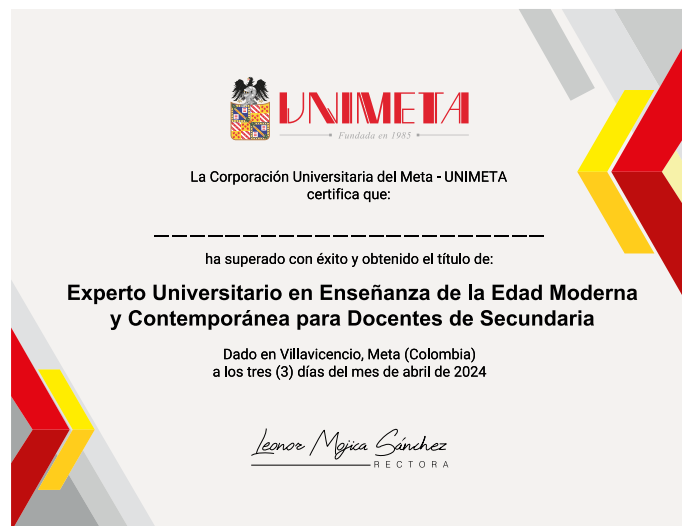 UNIMETA
Fundada en 1985
La Corporación Universitaria del Meta - UNIMETA
certifica que:
ha superado con éxito y obtenido el título de:
Experto Universitario en Enseñanza de la Edad Moderna
y Contemporánea para Docentes de Secundaria
Dado en Villavicencio, Meta (Colombia)
a los tres (3) días del mes de abril de 2024
Leonor Mojica Sánchez
RECTORA